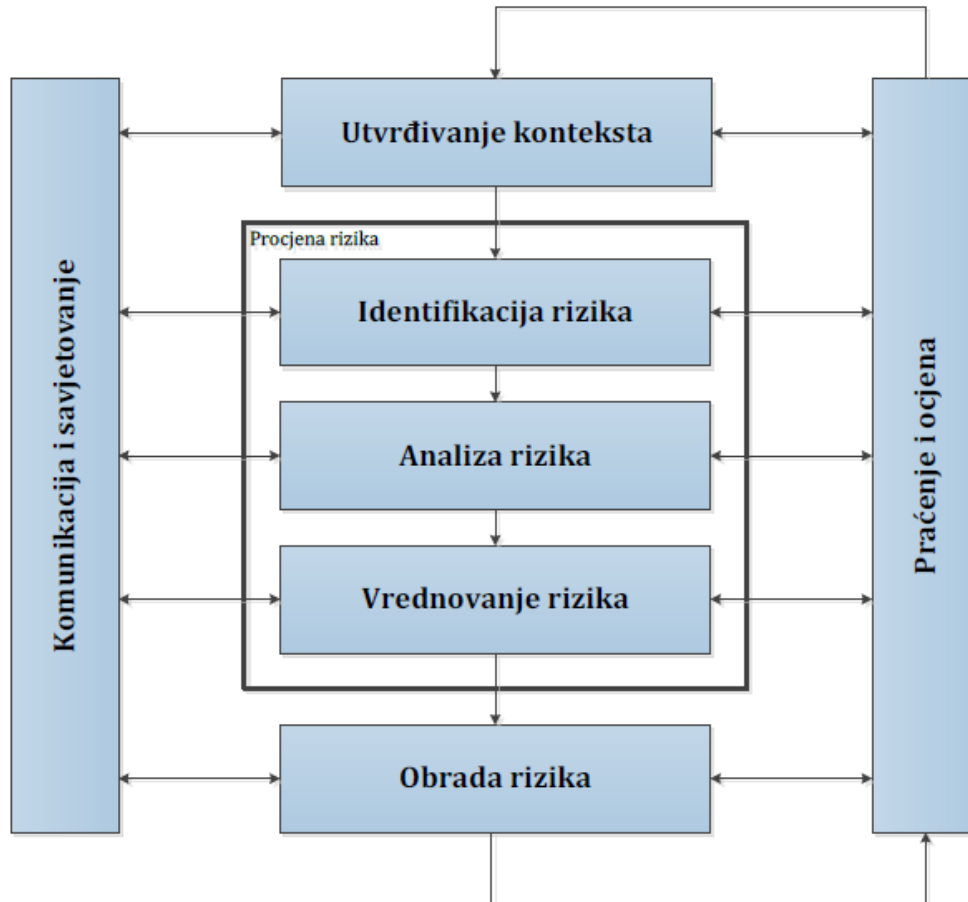 Utvrđivanje konteksta
Procjena rizika
Identifikacija rizika
Analiza rizika
Vrednovanje rizika
Obrada rizika
Komunikacija i savjetovanje
Praćenje i ocjena